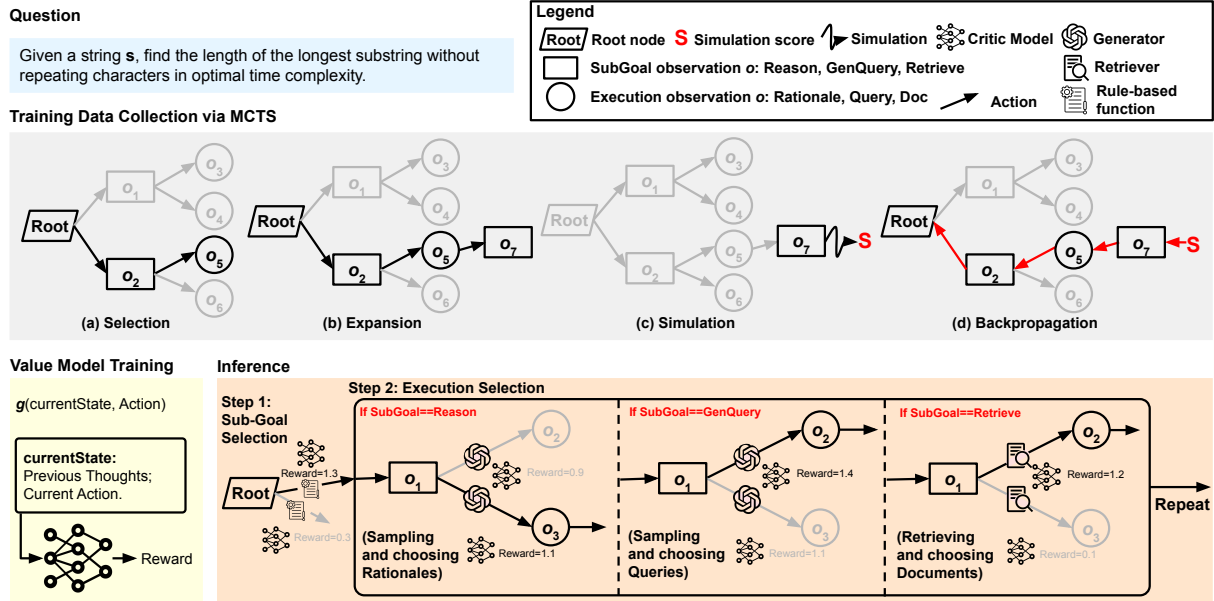 Question
Given a string s, find the length of the longest substring without
repeating characters in optimal time complexity.
Legend
Root Root node S Simulation score Simulation Critic Model Generator
SubGoal observation o: Reason, GenQuery, Retrieve Retriever
Execution observation o: Rationale, Query, Doc Action Rule-based
function
Training Data Collection via MCTS
Root o1 o2 o3 o4 o5 o6
(a) Selection
Root o1 o2 o3 o4 o5 o6 o7
(b) Expansion
Root o1 o2 o3 o4 o5 o6 o7 S
(c) Simulation
Root o1 o2 o3 o4 o5 o6 o7 S
(d) Backpropagation
Value Model Training
g(currentState, Action)
currentState:
Previous Thoughts;
Current Action.
Reward
Inference
Step 1:
Sub-Goal
Selection
Root
Reward=1.3
Reward=0.3
Step 2: Execution Selection
If SubGoal==Reason
o1
o2
Reward=0.9
o3
Reward=1.1
(Sampling
and choosing
Rationales)
If SubGoal==GenQuery
o1
o2
Reward=1.4
o3
Reward=1.1
(Sampling
and choosing
Queries)
If SubGoal==Retrieve
o1
o2
Reward=1.2
o3
Reward=0.1
(Retrieving
and choosing
Documents)
Repeat